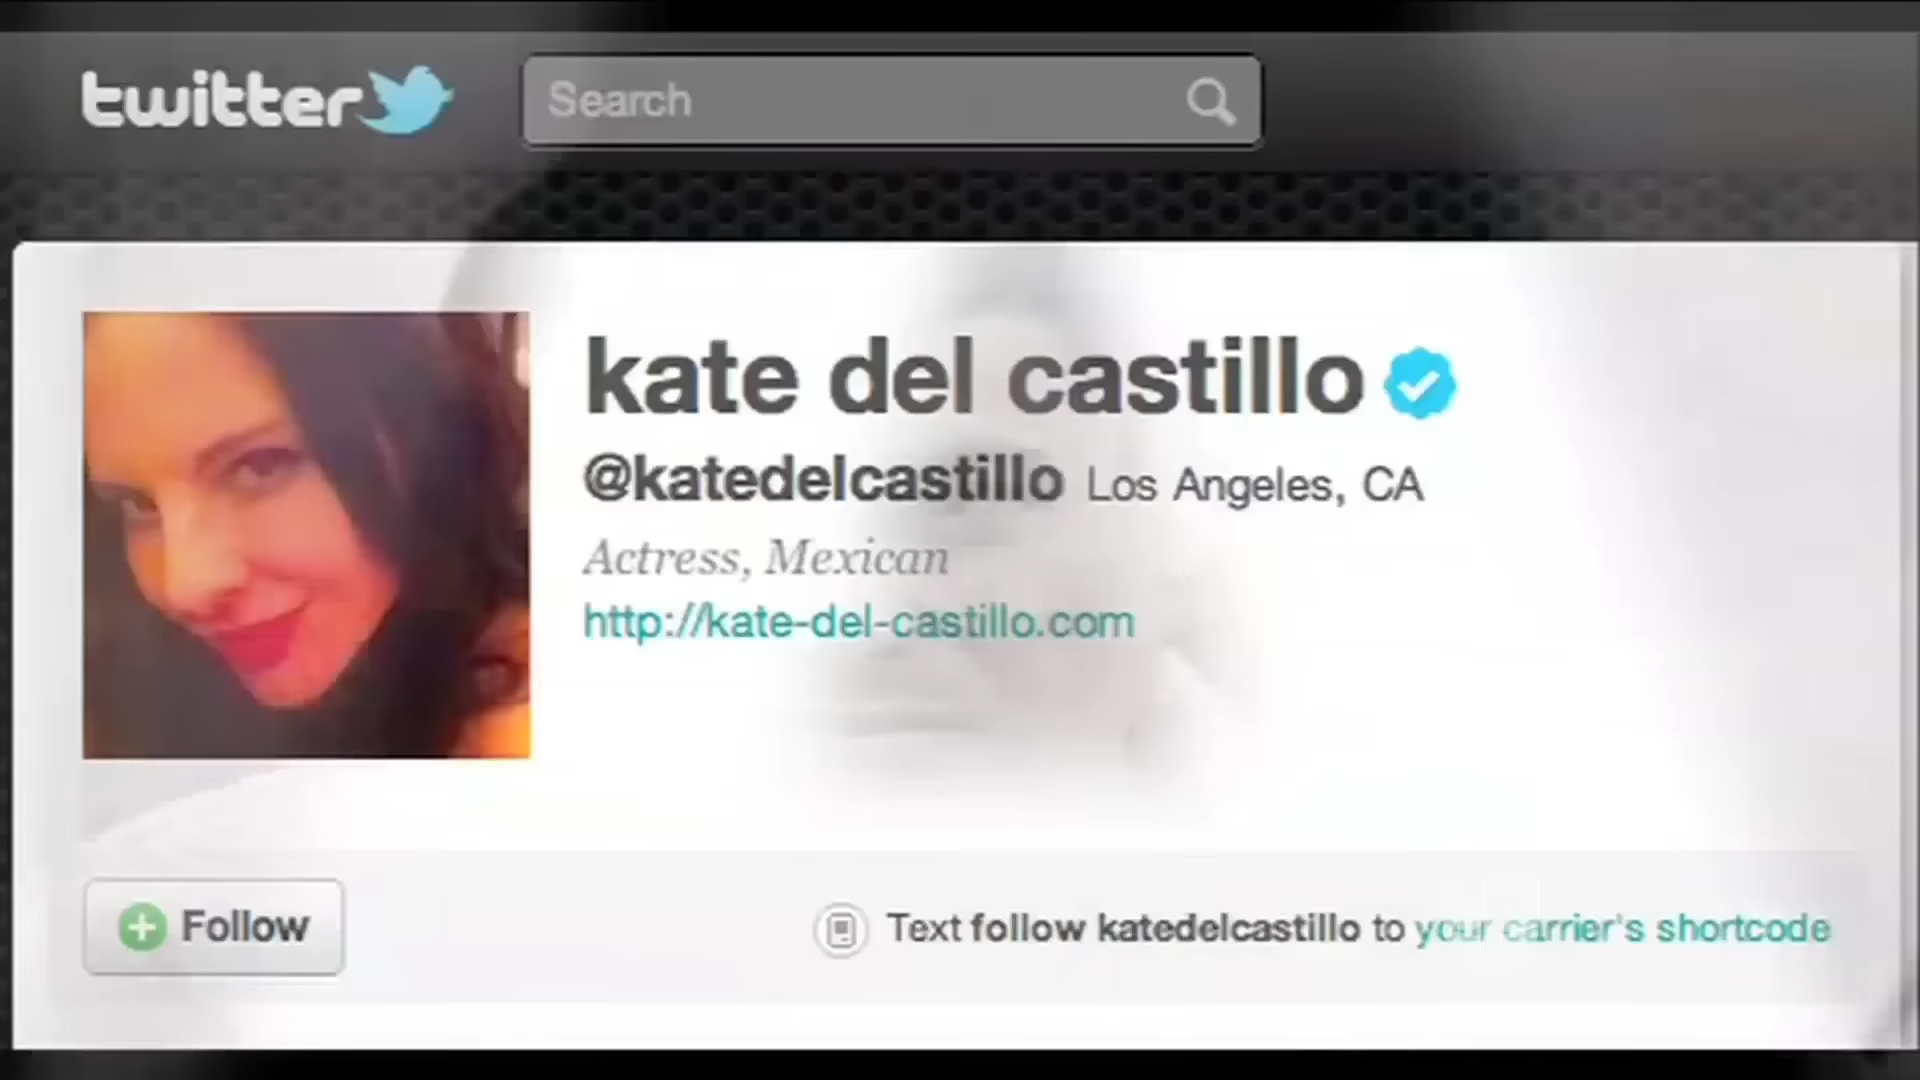 twitter
Search
kate del castillo
@katedelcastillo Los Angeles, CA
Actress, Mexican
http://kate-del-castillo.com
Follow
Text follow katedelcastillo to your carrier's shortcode